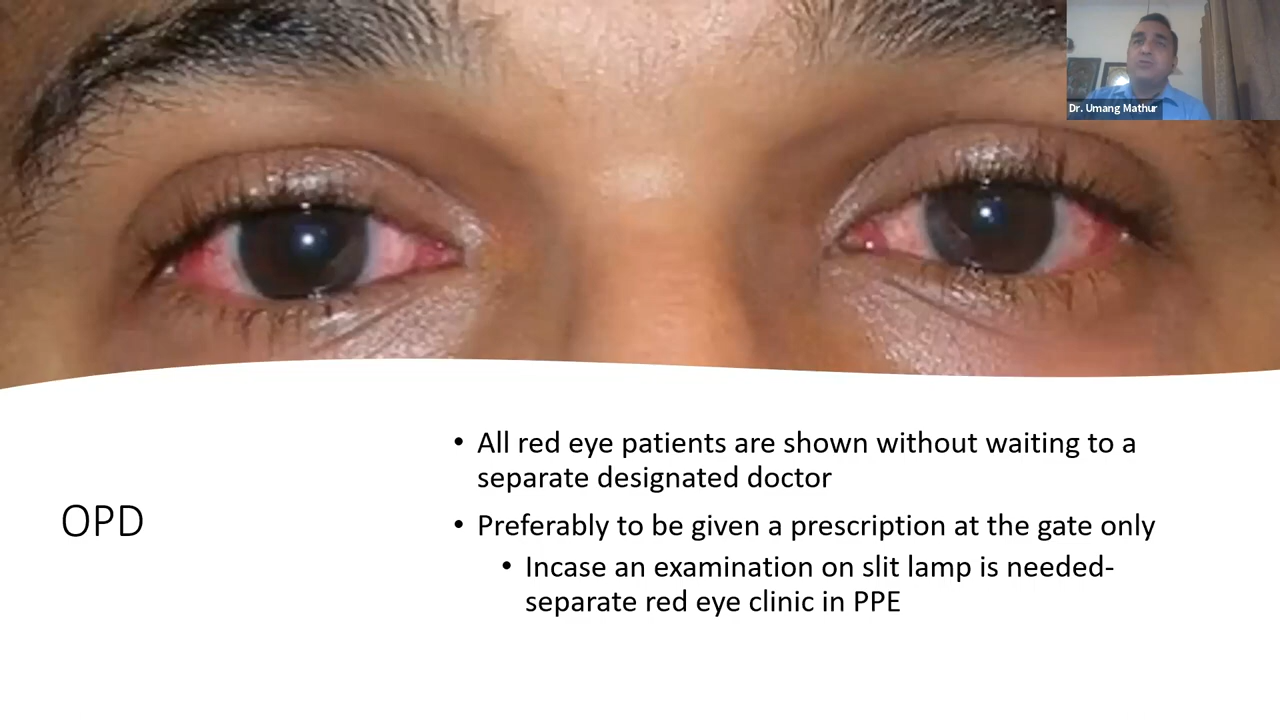 Dr. Umang Mathur
• All red eye patients are shown without waiting to a
separate designated doctor
OPD
• Preferably to be given a prescription at the gate only
• Incase an examination on slit lamp is needed-
separate red eye clinic in PPE